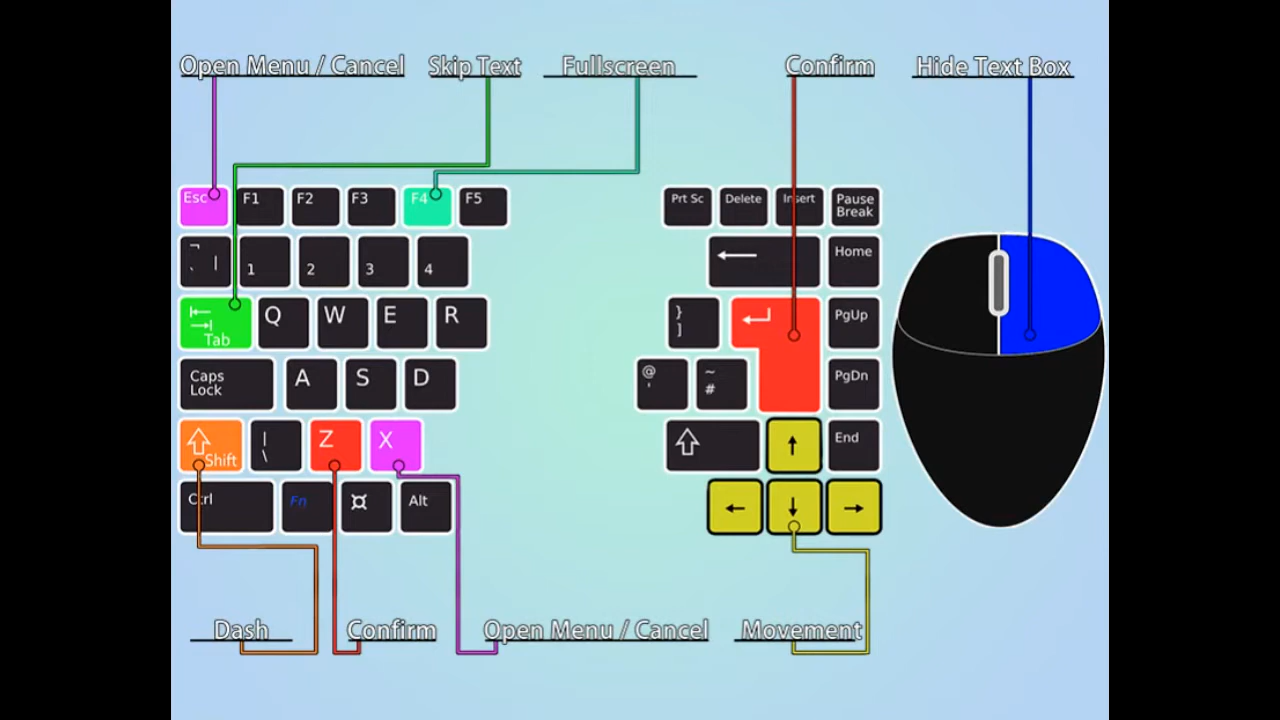 Open Menu / Cancel Skip Text Fullscreen Confirm Hide Text Box
Esc F1 F2 F3 F4 F5 Prt Sc Delete Insert Pause
Break
¬
` | 1 2 3 4 ← Home
Tab Q W E R }
] PgUp
Caps
Lock A S D @
' ~
# PgDn
Shift |
\ Z X ↑ End
Ctrl Fn Alt ← ↓ →
Dash Confirm Open Menu / Cancel Movement